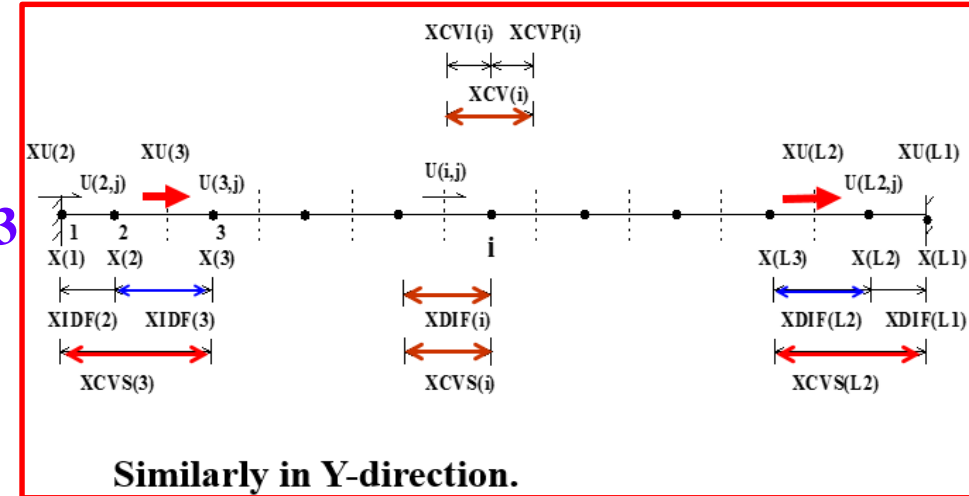 XCVI(i) XCVP(i)
XCV(i)
XU(2) XU(3) XU(L2) XU(L1)
U(2,j) U(3,j) U(i,j) U(L2,j)
3
1 2 3 i
X(1) X(2) X(3) X(L3) X(L2) X(L1)
XIDF(2) XIDF(3) XDIF(i) XDIF(L2) XDIF(L1)
XCVS(3) XCVS(i) XCVS(L2)
Similarly in Y-direction.